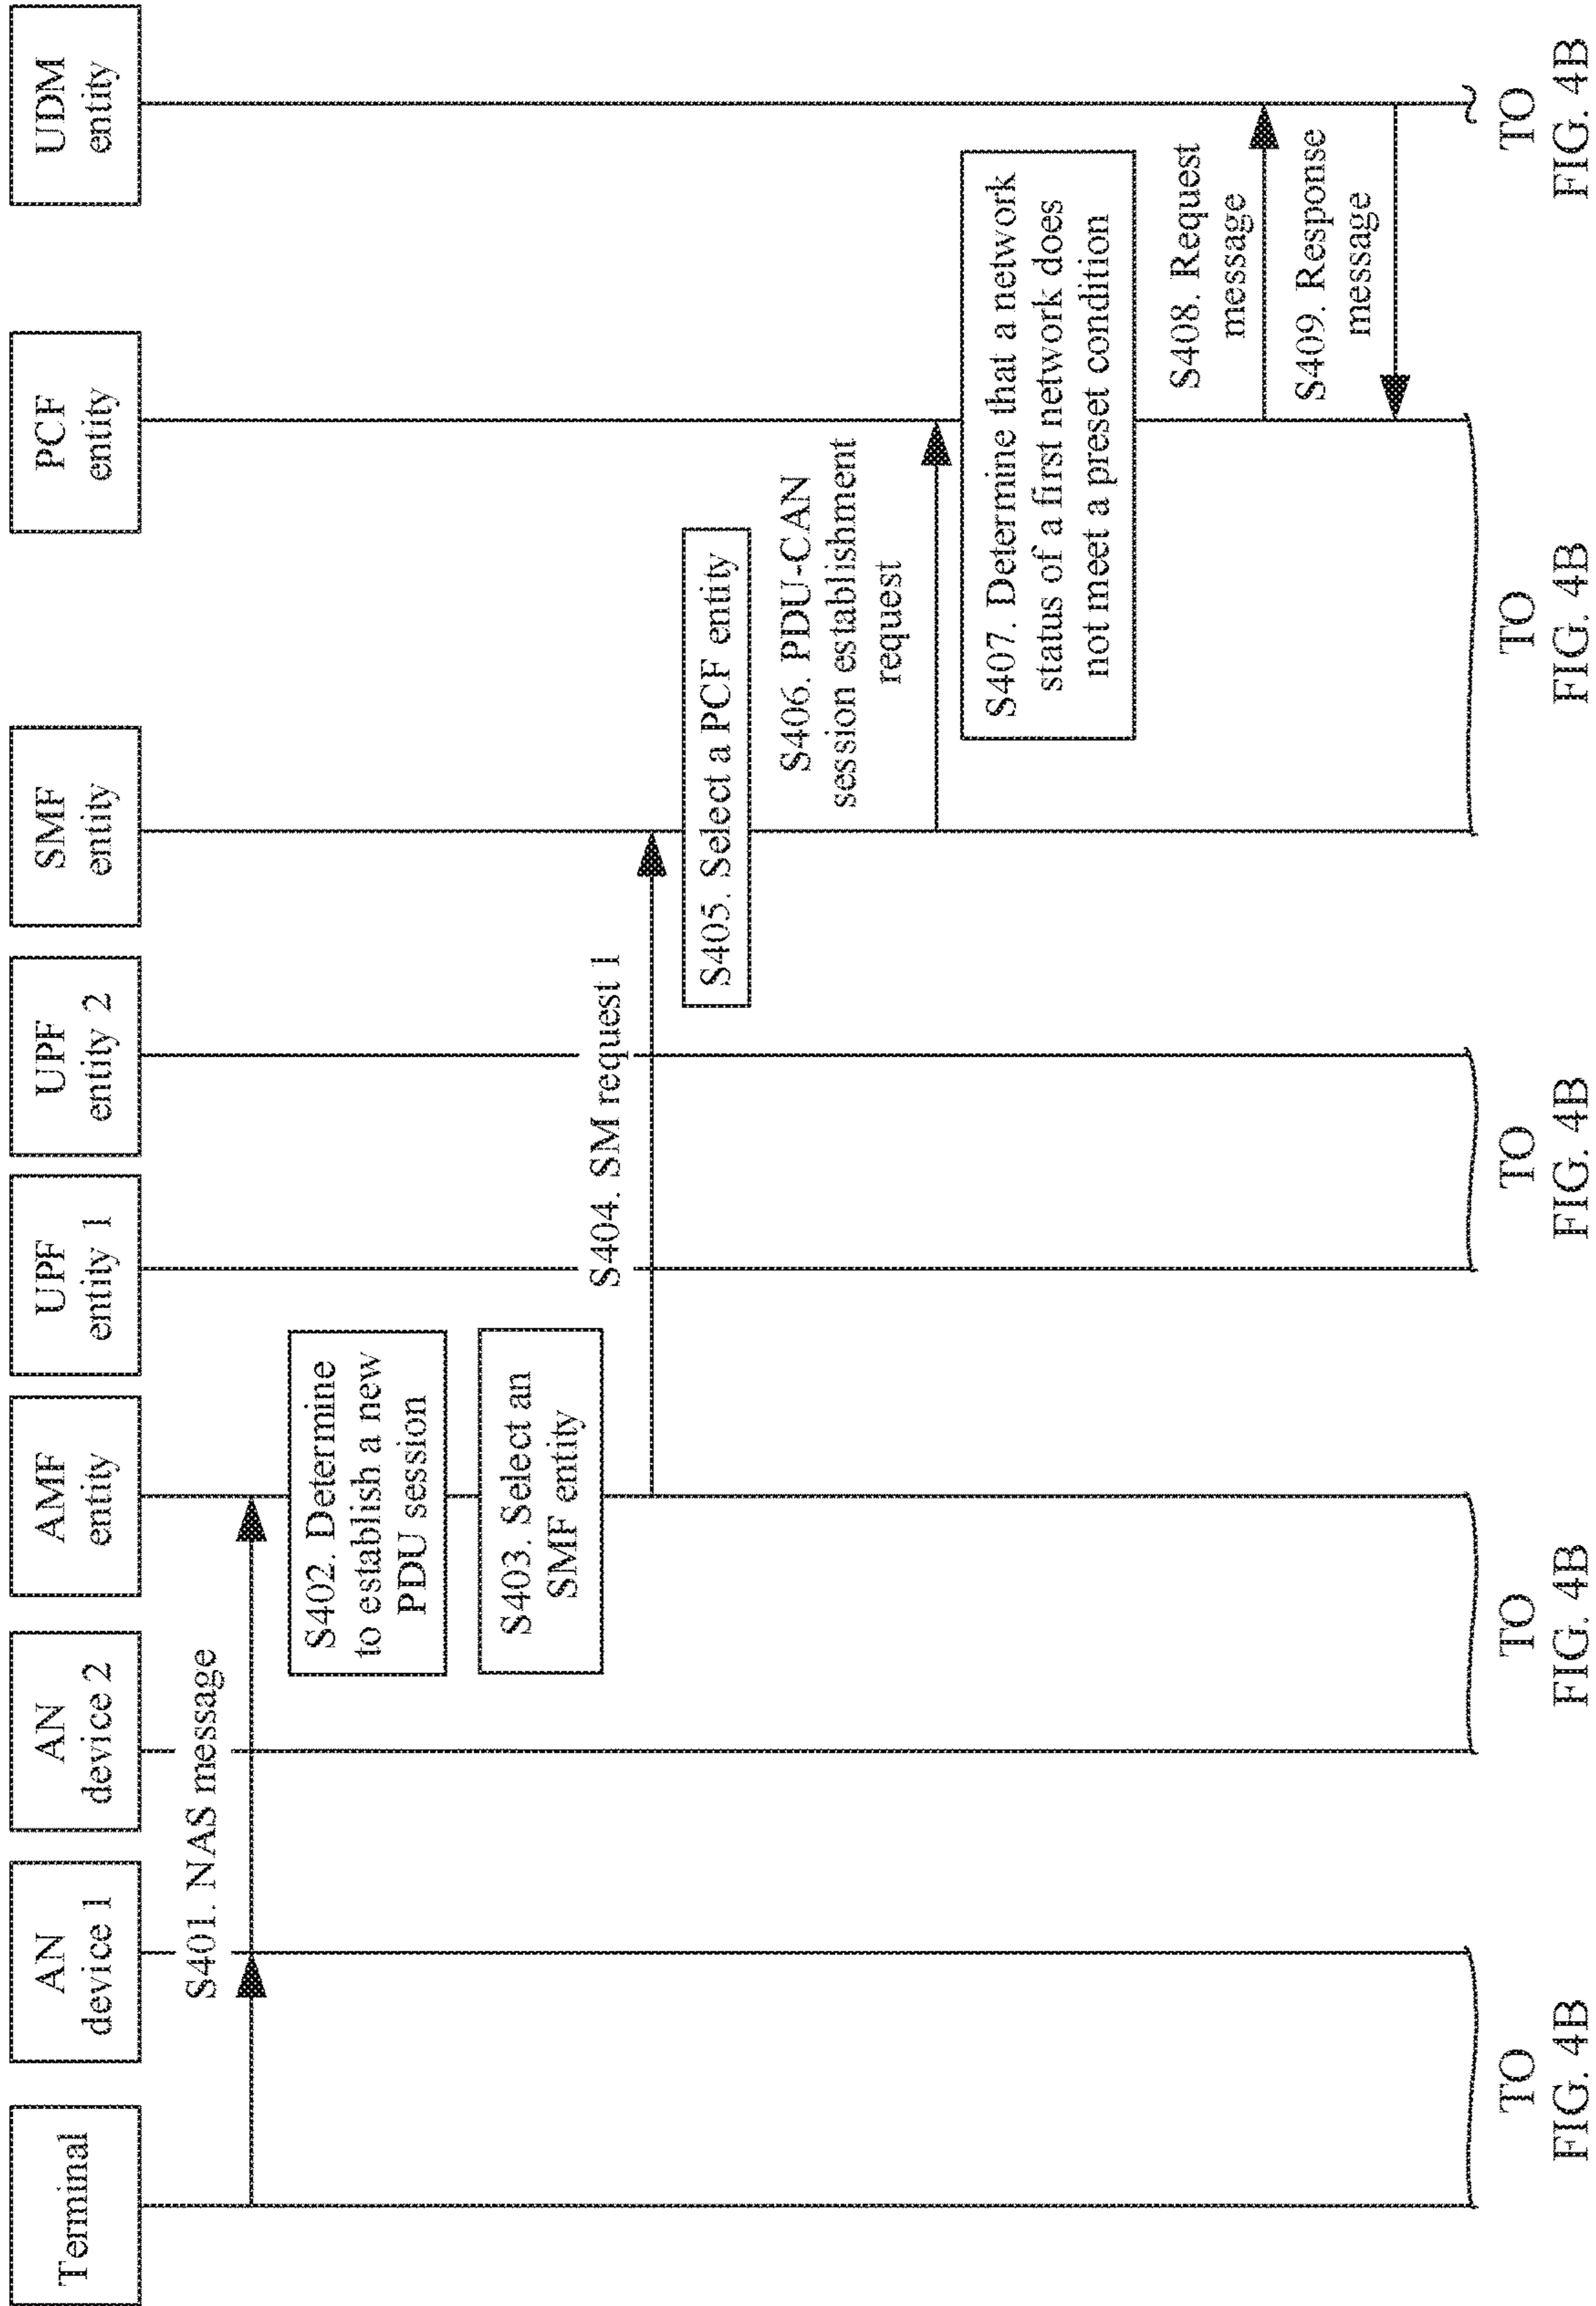 Terminal
AN
device 1
AN
device 2
AMF
entity
UPF
entity 1
UPF
entity 2
SMF
entity
PCF
entity
UDM
entity
S401. NAS message
S402. Determine
to establish a new
PDU session
S403. Select an
SMF entity
S404. SM request 1
S405. Select a PCF entity
S406. PDU-CAN
session establishment
request
S407. Determine that a network
status of a first network does
not meet a preset condition
S408. Request
message
S409. Response
message
TO
FIG. 4B
TO
FIG. 4B
TO
FIG. 4B
TO
FIG. 4B
TO
FIG. 4B